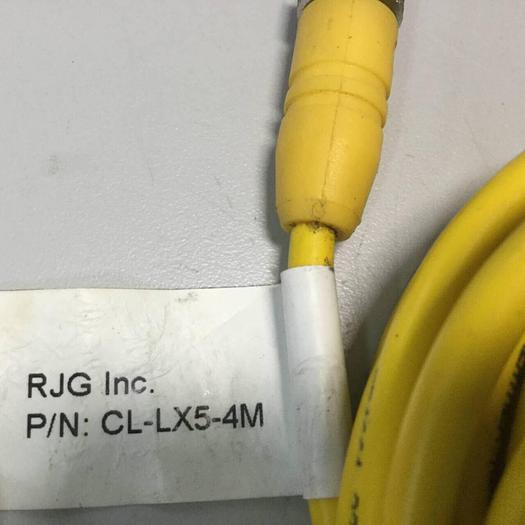 RJG Inc.
P/N: CL-LX5-4M